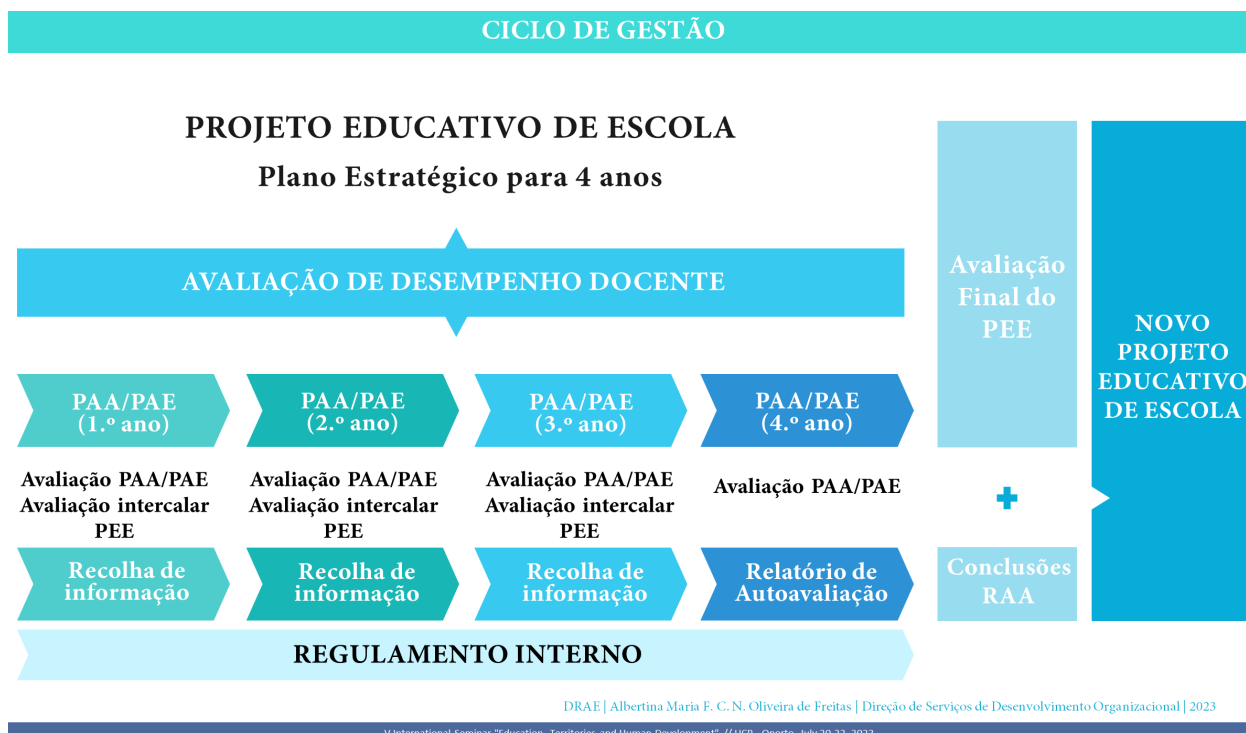 CICLO DE GESTÃO
PROJETO EDUCATIVO DE ESCOLA
Plano Estratégico para 4 anos
AVALIAÇÃO DE DESEMPENHO DOCENTE
PAA/PAE
(1.º ano)
PAA/PAE
(2.º ano)
PAA/PAE
(3.º ano)
PAA/PAE
(4.º ano)
Avaliação PAA/PAE
Avaliação intercalar
PEE
Avaliação PAA/PAE
Avaliação intercalar
PEE
Avaliação PAA/PAE
Avaliação intercalar
PEE
Avaliação PAA/PAE
Recolha de
informação
Recolha de
informação
Recolha de
informação
Relatório de
Autoavaliação
REGULAMENTO INTERNO
Avaliação
Final do
PEE
+
Conclusões
RAA
NOVO
PROJETO
EDUCATIVO
DE ESCOLA
DRAE | Albertina Maria F. C. N. Oliveira de Freitas | Direção de Serviços de Desenvolvimento Organizacional | 2023